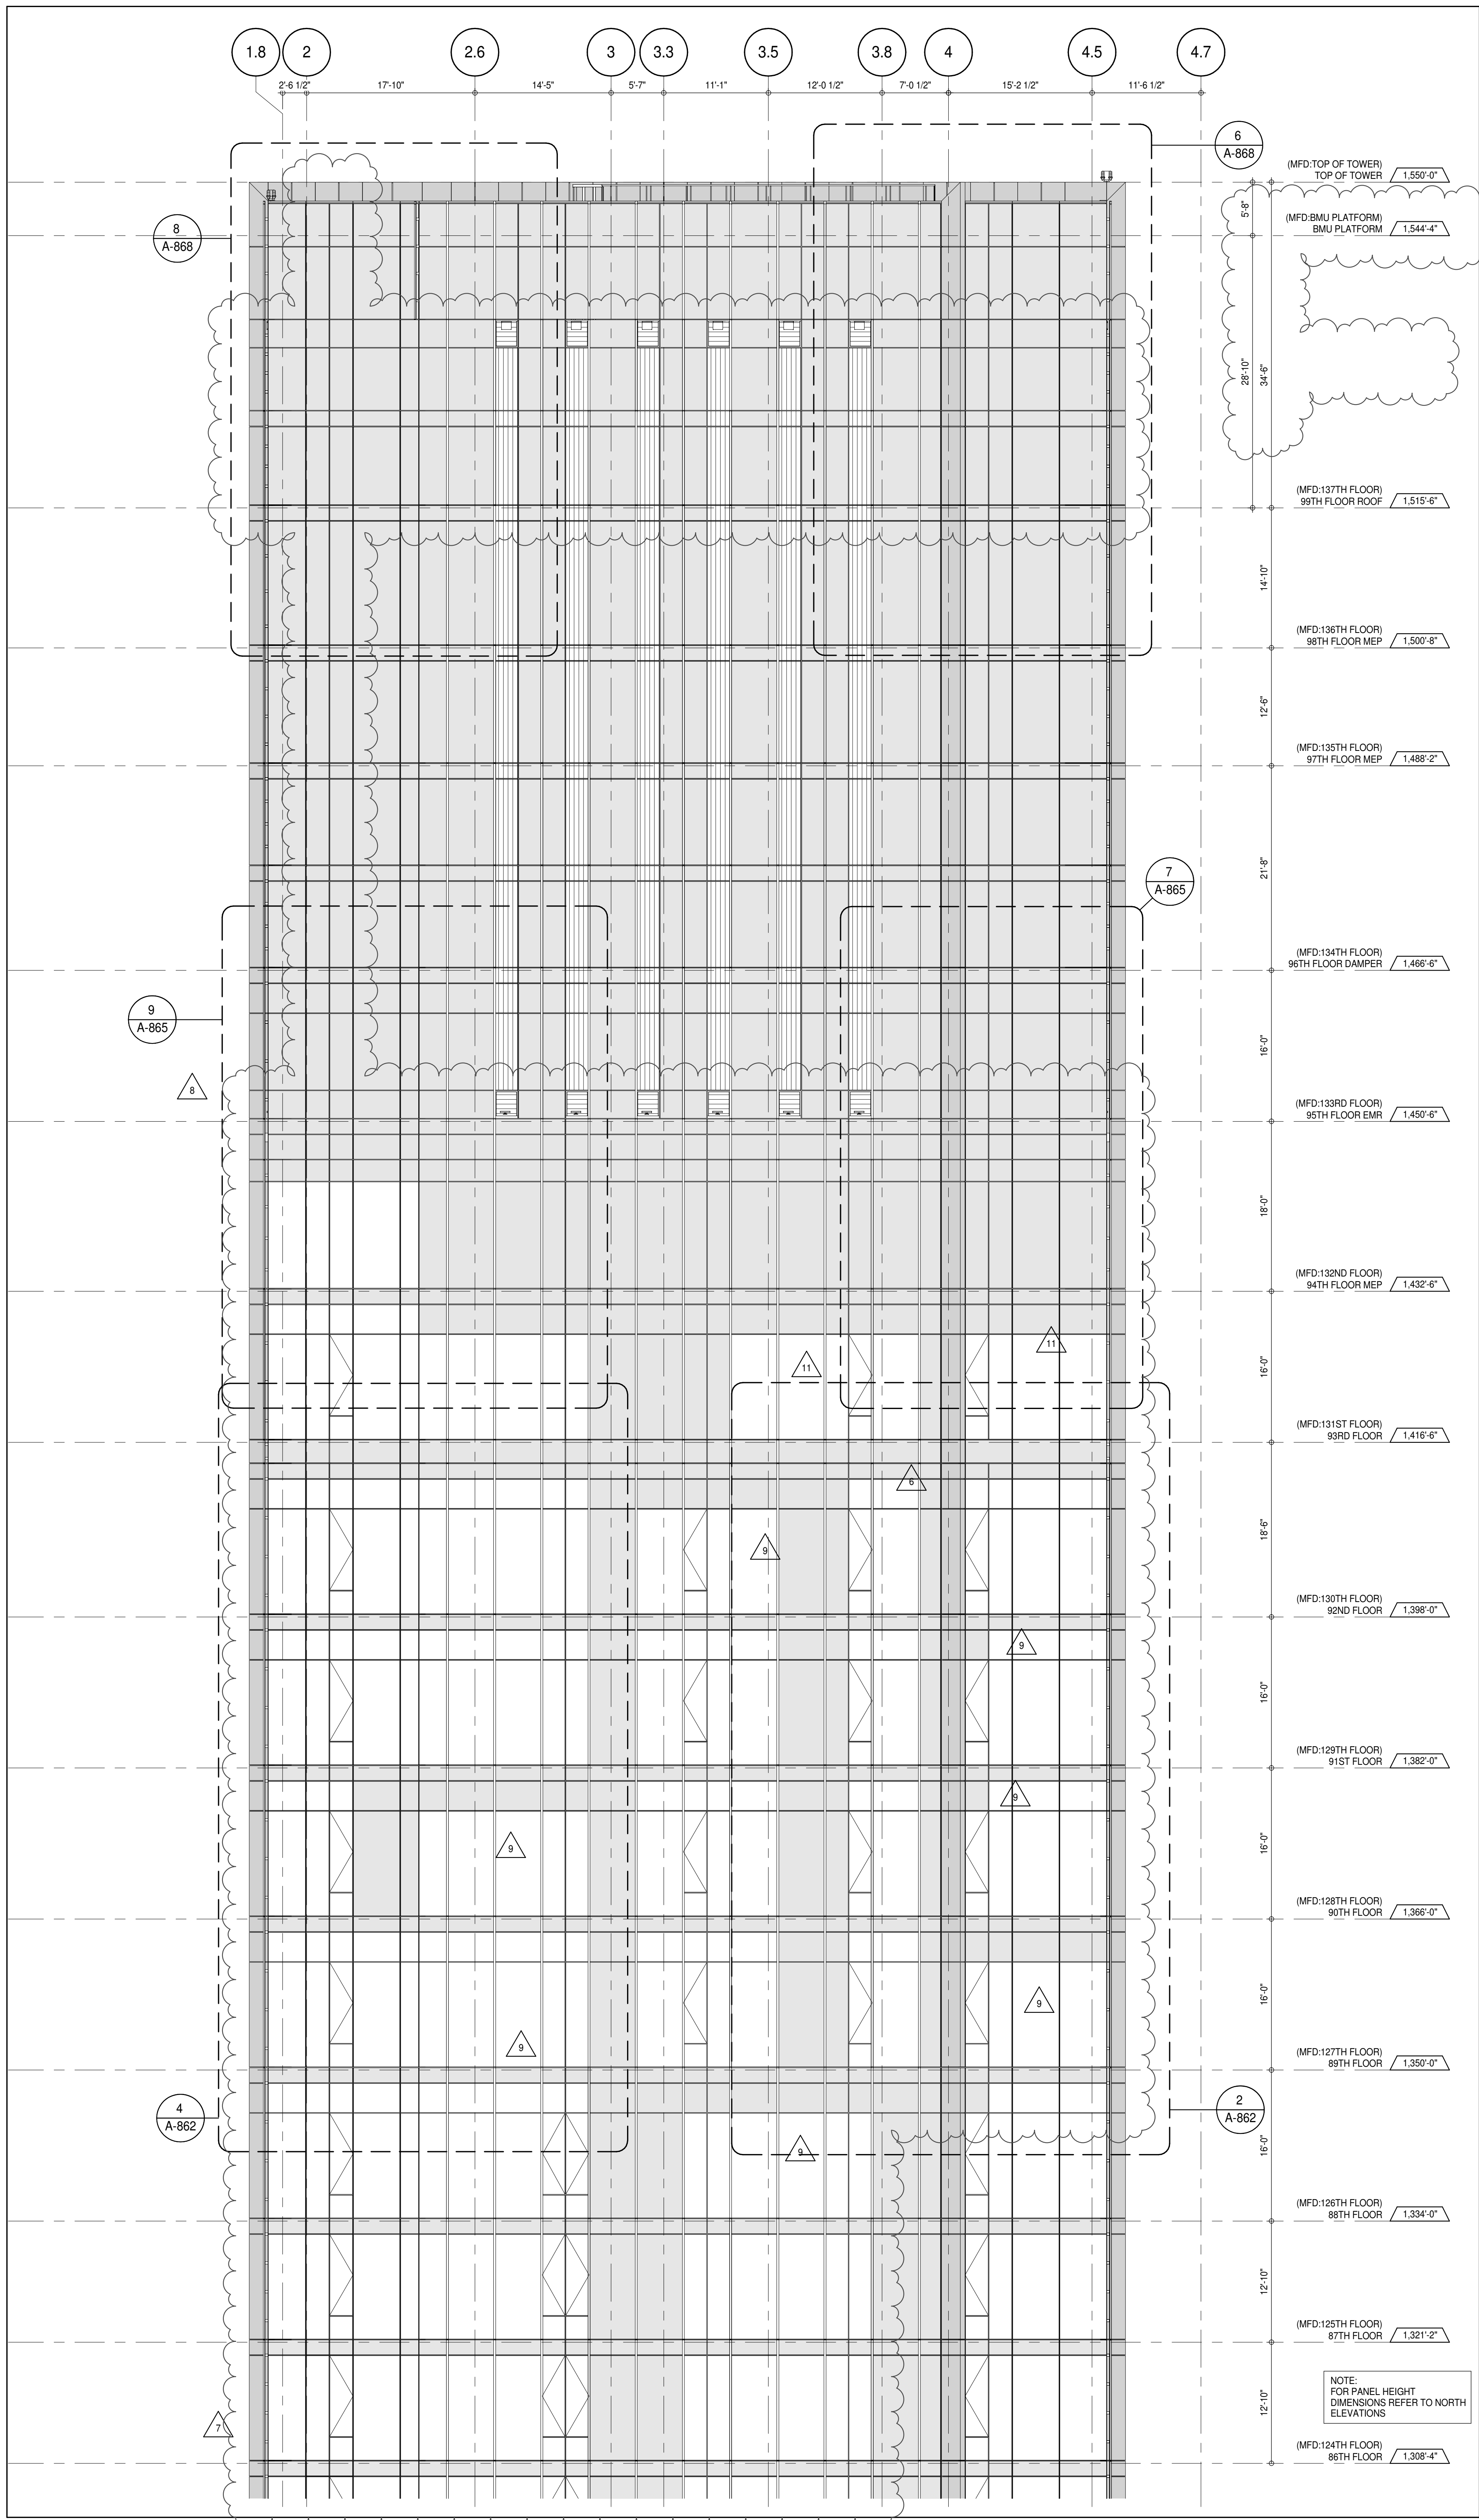 1.8
2
2.6
3
3.3
3.5
3.8
4
4.5
4.7
2'-6 1/2"
17'-10"
14'-5"
5'-7"
11'-1"
12'-0 1/2"
7'-0 1/2"
15'-2 1/2"
11'-6 1/2"
6
A-868
(MFD:TOP OF TOWER)
TOP OF TOWER 1,550'-0"
5'-8"
8
A-868
(MFD:BMU PLATFORM)
BMU PLATFORM 1,544'-4"
28'-10"
34'-6"
(MFD:137TH FLOOR)
99TH FLOOR ROOF 1,515'-6"
14'-10"
(MFD:136TH FLOOR)
98TH FLOOR MEP 1,500'-8"
12'-6"
(MFD:135TH FLOOR)
97TH FLOOR MEP 1,488'-2"
21'-8"
7
A-865
(MFD:134TH FLOOR)
96TH FLOOR DAMPER 1,466'-6"
9
A-865
16'-0"
8
(MFD:133RD FLOOR)
95TH FLOOR EMR 1,450'-6"
18'-0"
(MFD:132ND FLOOR)
94TH FLOOR MEP 1,432'-6"
11
11
16'-0"
(MFD:131ST FLOOR)
93RD FLOOR 1,416'-6"
6
9
18'-6"
(MFD:130TH FLOOR)
92ND FLOOR 1,398'-0"
9
16'-0"
(MFD:129TH FLOOR)
91ST FLOOR 1,382'-0"
9
9
16'-0"
(MFD:128TH FLOOR)
90TH FLOOR 1,366'-0"
9
16'-0"
9
(MFD:127TH FLOOR)
89TH FLOOR 1,350'-0"
4
A-862
2
A-862
9
16'-0"
(MFD:126TH FLOOR)
88TH FLOOR 1,334'-0"
12'-10"
(MFD:125TH FLOOR)
87TH FLOOR 1,321'-2"
NOTE:
FOR PANEL HEIGHT
DIMENSIONS REFER TO NORTH
ELEVATIONS
12'-10"
7
(MFD:124TH FLOOR)
86TH FLOOR 1,308'-4"